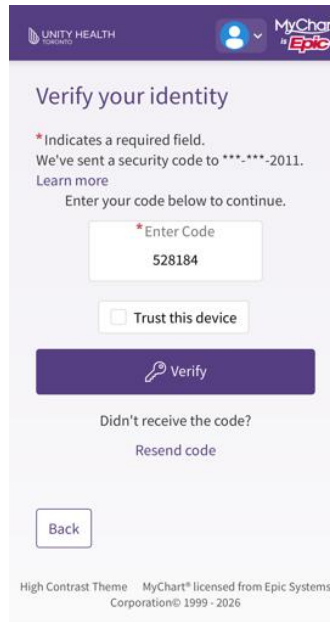 UNITY HEALTH
TORONTO
MyChar
Epic
Verify your identity
*Indicates a required field.
We've sent a security code to ***-***-2011.
Learn more
Enter your code below to continue.
*Enter Code
528184
Trust this device
Verify
Didn't receive the code?
Resend code
Back
High Contrast Theme MyChart® licensed from Epic Systems
Corporation© 1999 - 2026